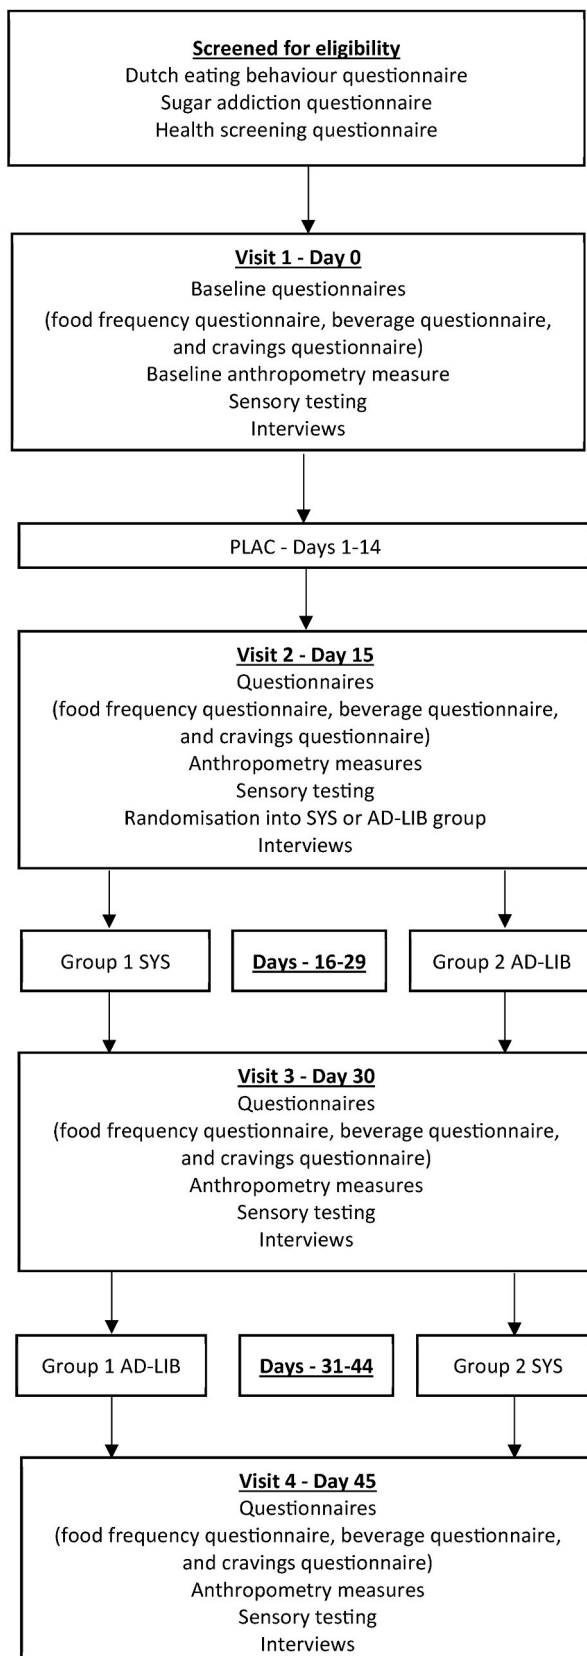 Screened for eligibility
Dutch eating behaviour questionnaire
Sugar addiction questionnaire
Health screening questionnaire
Visit 1 - Day 0
Baseline questionnaires
(food frequency questionnaire, beverage questionnaire,
and cravings questionnaire)
Baseline anthropometry measure
Sensory testing
Interviews
PLAC - Days 1-14
Visit 2 - Day 15
Questionnaires
(food frequency questionnaire, beverage questionnaire,
and cravings questionnaire)
Anthropometry measures
Sensory testing
Randomisation into SYS or AD-LIB group
Interviews
Group 1 SYS
Days - 16-29
Group 2 AD-LIB
Visit 3 - Day 30
Questionnaires
(food frequency questionnaire, beverage questionnaire,
and cravings questionnaire)
Anthropometry measures
Sensory testing
Interviews
Group 1 AD-LIB
Days - 31-44
Group 2 SYS
Visit 4 - Day 45
Questionnaires
(food frequency questionnaire, beverage questionnaire,
and cravings questionnaire)
Anthropometry measures
Sensory testing
Interviews